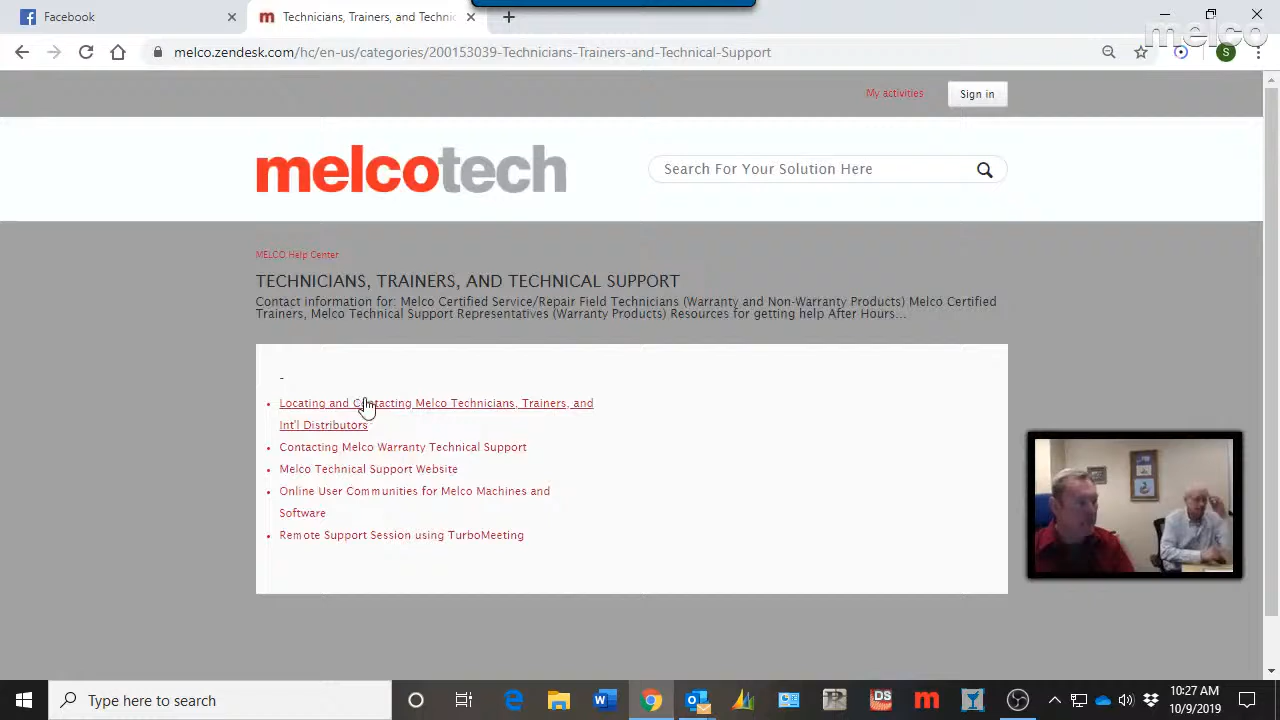 Facebook
Technicians, Trainers, and Technic
melco
melco.zendesk.com/hc/en-us/categories/200153039-Technicians-Trainers-and-Technical-Support
S
My activities
Sign in
melcotech
Search For Your Solution Here
MELCO Help Center
TECHNICIANS, TRAINERS, AND TECHNICAL SUPPORT
Contact information for: Melco Certified Service/Repair Field Technicians (Warranty and Non-Warranty Products) Melco Certified
Trainers, Melco Technical Support Representatives (Warranty Products) Resources for getting help After Hours...
-
Locating and Contacting Melco Technicians, Trainers, and
Int'l Distributors
Contacting Melco Warranty Technical Support
Melco Technical Support Website
Online User Communities for Melco Machines and
Software
Remote Support Session using TurboMeeting
Type here to search
DS
10:27 AM
10/9/2019